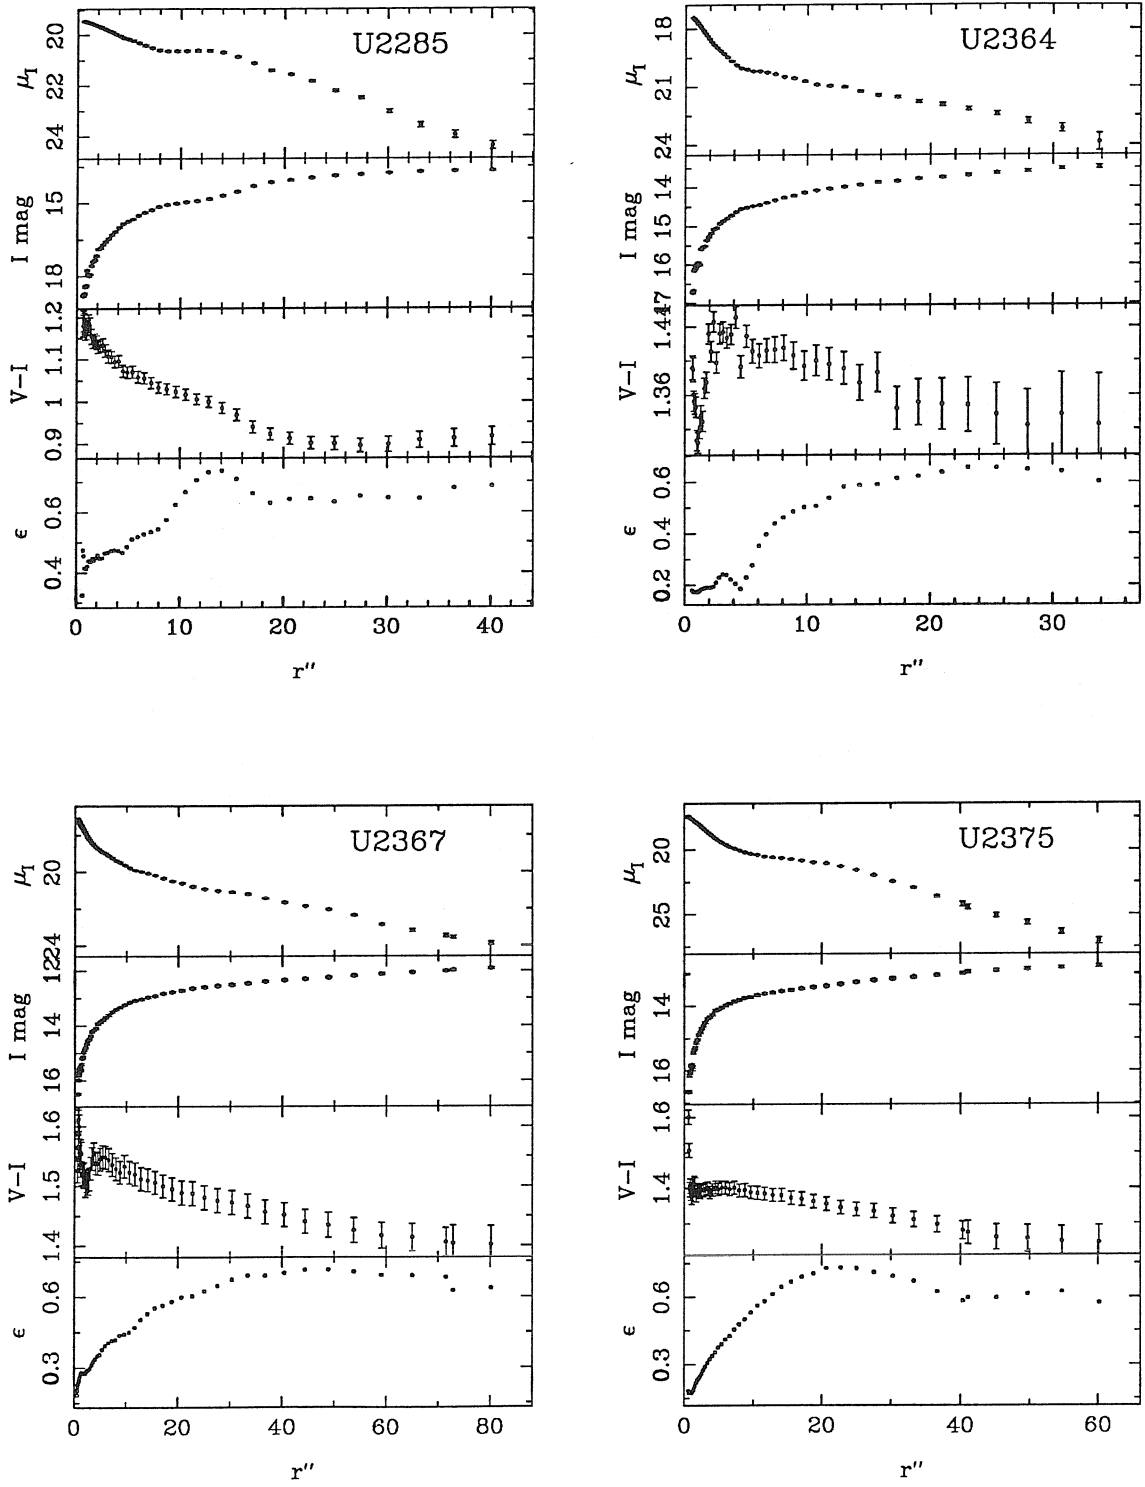 U2285
μI
20
22
24
I mag
15
18
V−I
1.2
1.1
1
0.9
ϵ
0.6
0.4
0 10 20 30 40
r″
U2364
μI
18
21
24
I mag
14
15
16
17
V−I
1.44
1.36
ϵ
0.6
0.4
0.2
0 10 20 30
r″
U2367
μI
20
24
I mag
12
14
16
V−I
1.6
1.5
1.4
ϵ
0.6
0.3
0 20 40 60 80
r″
U2375
μI
20
25
I mag
14
16
V−I
1.6
1.4
ϵ
0.6
0.3
0 20 40 60
r″